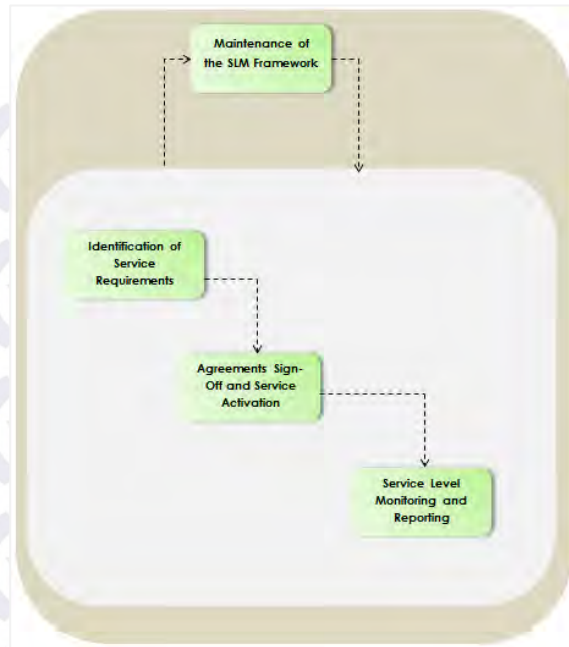 Maintenance of
the SLM Framework
Identification of
Service
Requirements
Agreements Sign-
Off and Service
Activation
Service Level
Monitoring and
Reporting